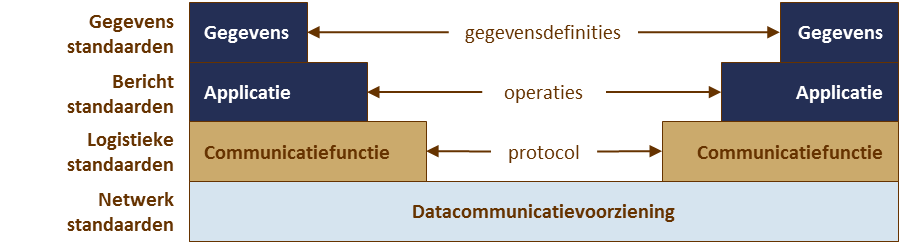 Gegevens
standaarden
Gegevens
gegevensdefinities
Gegevens
Bericht
standaarden
Applicatie
operaties
Applicatie
Logistieke
standaarden
Communicatiefunctie
protocol
Communicatiefunctie
Netwerk
standaarden
Datacommunicatievoorziening